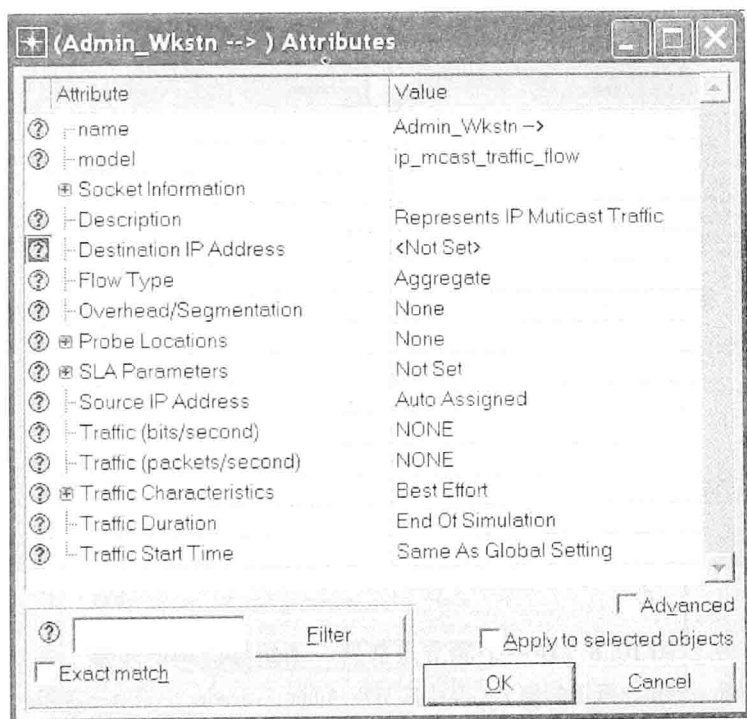 (Admin_Wkstn --> ) Attributes
Attribute Value
name Admin_Wkstn -->
model ip_mcast_traffic_flow
Socket Information
Description Represents IP Muticast Traffic
Destination IP Address <Not Set>
Flow Type Aggregate
Overhead/Segmentation None
Probe Locations None
SLA Parameters Not Set
Source IP Address Auto Assigned
Traffic (bits/second) NONE
Traffic (packets/second) NONE
Traffic Characteristics Best Effort
Traffic Duration End Of Simulation
Traffic Start Time Same As Global Setting
Advanced
Filter
Apply to selected objects
Exact match
OK Cancel